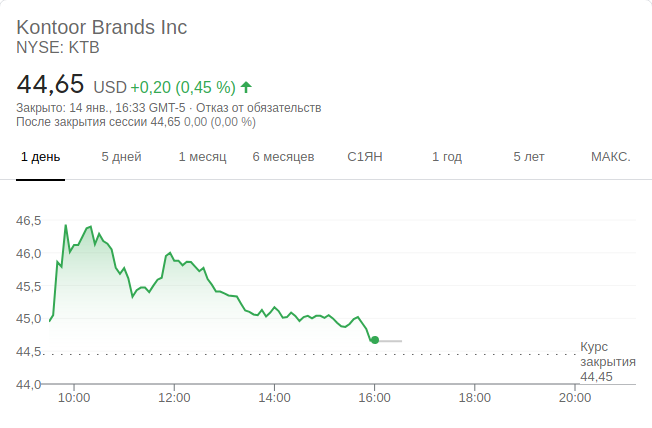 Kontoor Brands Inc
NYSE: KTB
44,65 USD +0,20 (0,45 %)
Закрыто: 14 янв., 16:33 GMT-5 · Отказ от обязательств
После закрытия сессии 44,65 0,00 (0,00 %)
1 день 5 дней 1 месяц 6 месяцев С1ЯН 1 год 5 лет МАКС.
46,5
46,0
45,5
45,0
44,5
44,0
Курс
закрытия
44,45
10:00 12:00 14:00 16:00 18:00 20:00